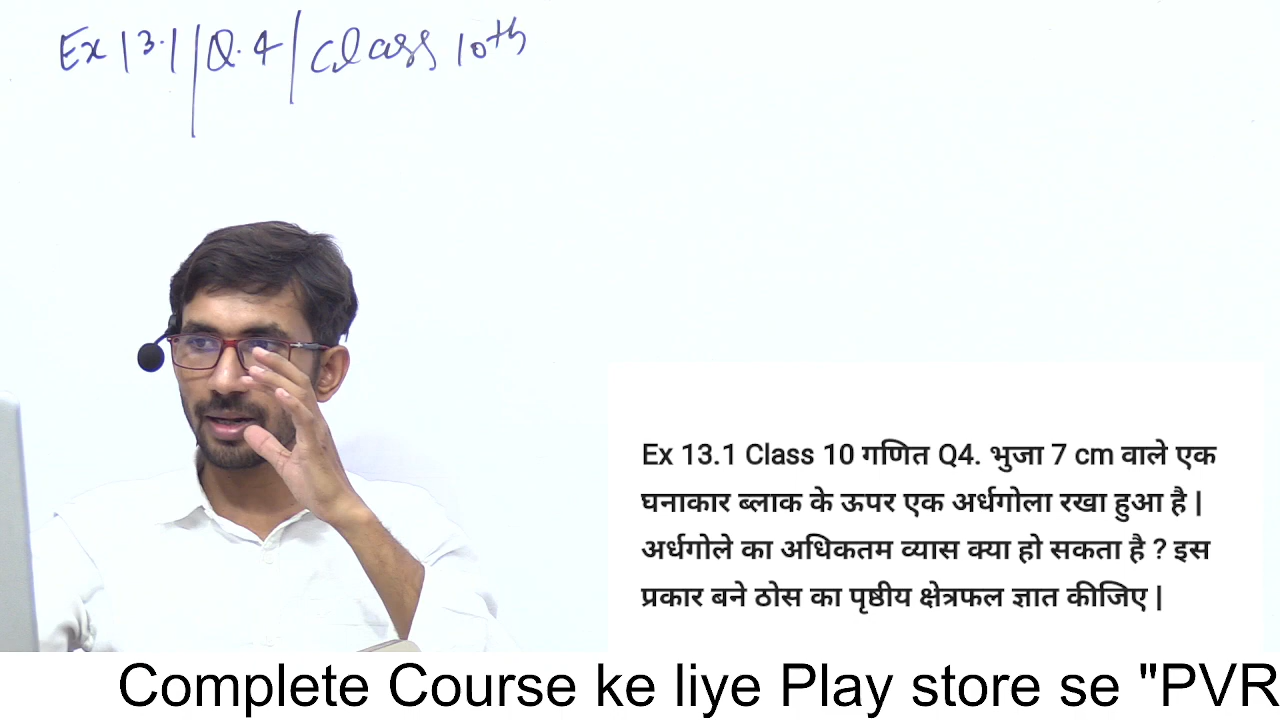 Ex 13.1 | Q.4 | Class 10th
Ex 13.1 Class 10 गणित Q4. भुजा 7 cm वाले एक
घनाकार ब्लाक के ऊपर एक अर्धगोला रखा हुआ है |
अर्धगोले का अधिकतम व्यास क्या हो सकता है ? इस
प्रकार बने ठोस का पृष्ठीय क्षेत्रफल ज्ञात कीजिए |
Complete Course ke liye Play store se "PVR